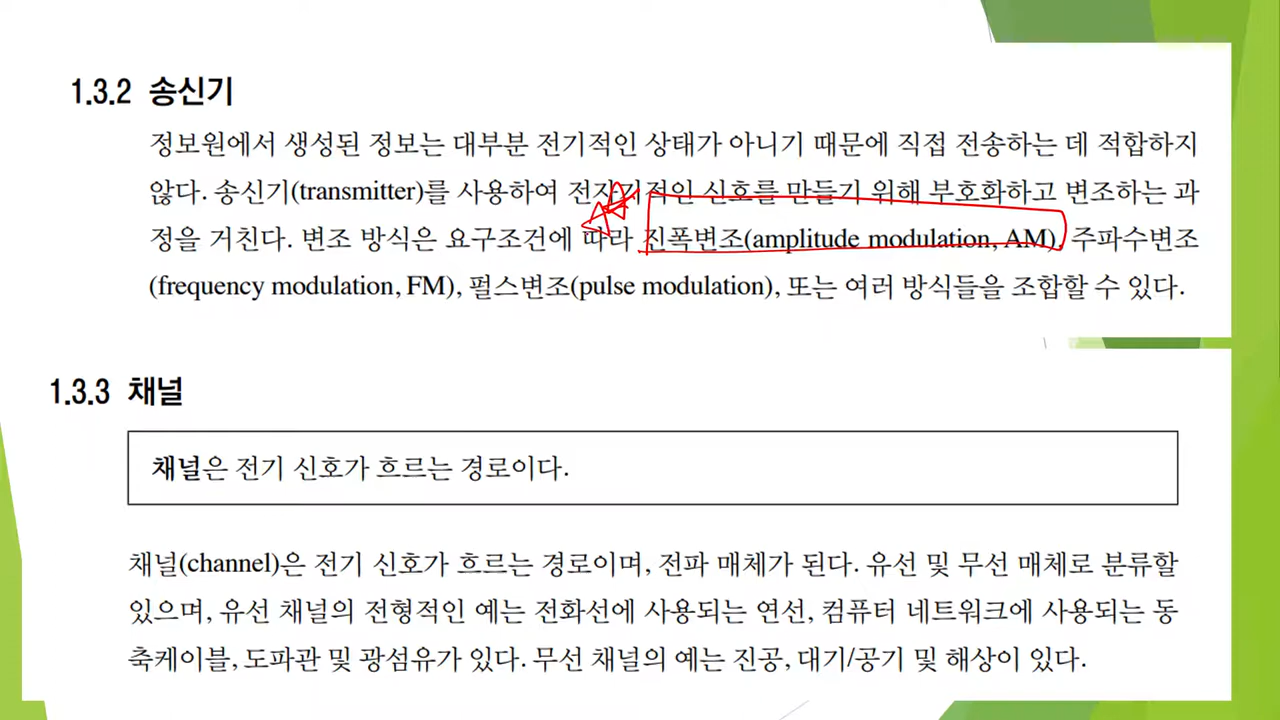 1.3.2 송신기
정보원에서 생성된 정보는 대부분 전기적인 상태가 아니기 때문에 직접 전송하는 데 적합하지
않다. 송신기(transmitter)를 사용하여 전자기적인 신호를 만들기 위해 부호화하고 변조하는 과
정을 거친다. 변조 방식은 요구조건에 따라 진폭변조(amplitude modulation, AM), 주파수변조
(frequency modulation, FM), 펄스변조(pulse modulation), 또는 여러 방식들을 조합할 수 있다.
1.3.3 채널
채널은 전기 신호가 흐르는 경로이다.
채널(channel)은 전기 신호가 흐르는 경로이며, 전파 매체가 된다. 유선 및 무선 매체로 분류할
있으며, 유선 채널의 전형적인 예는 전화선에 사용되는 연선, 컴퓨터 네트워크에 사용되는 동
축케이블, 도파관 및 광섬유가 있다. 무선 채널의 예는 진공, 대기/공기 및 해상이 있다.